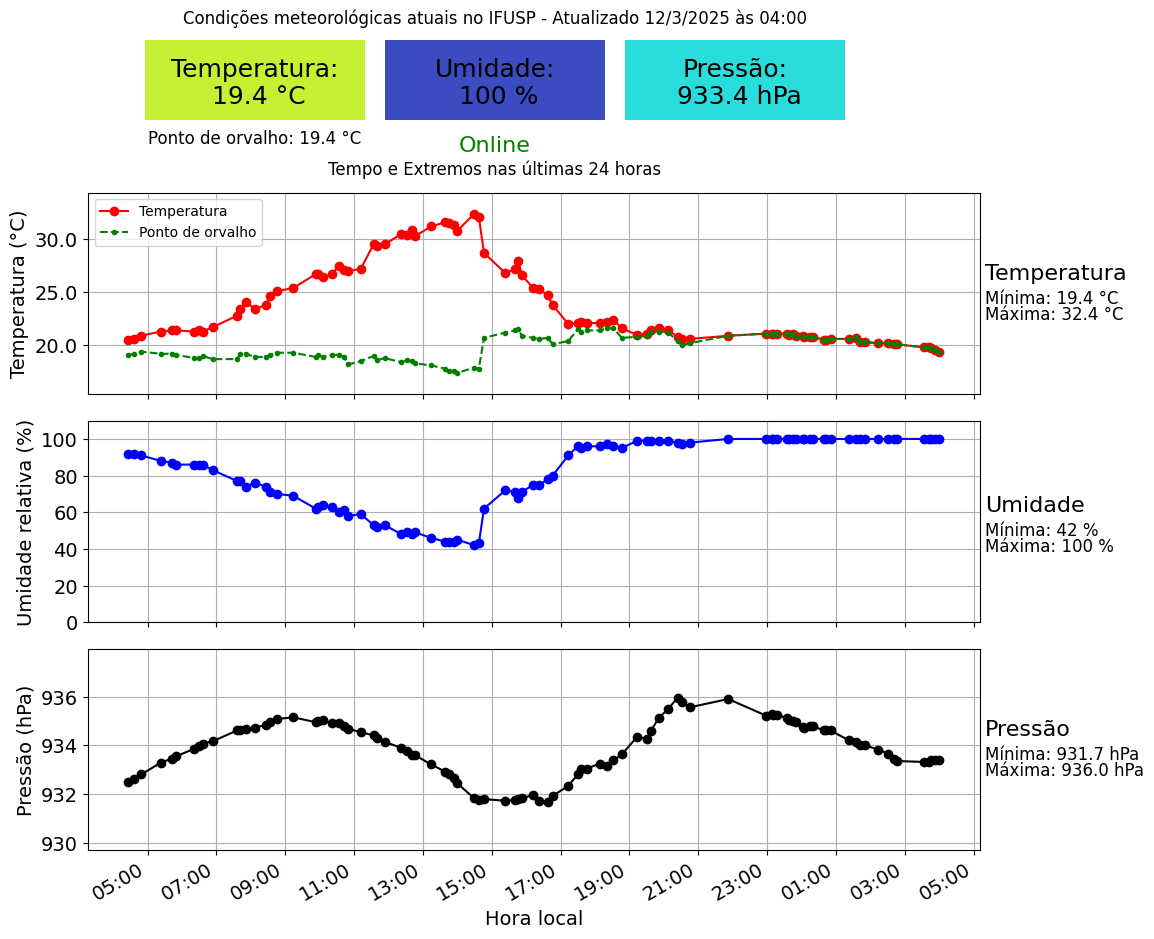 Condições meteorológicas atuais no IFUSP - Atualizado 12/3/2025 às 04:00
Temperatura:
19.4 °C
Umidade:
100 %
Pressão:
933.4 hPa
Ponto de orvalho: 19.4 °C
Online
Tempo e Extremos nas últimas 24 horas
Temperatura (°C)
30.0
25.0
20.0
Temperatura
Ponto de orvalho
Temperatura
Mínima: 19.4 °C
Máxima: 32.4 °C
Umidade relativa (%)
100
80
60
40
20
0
Umidade
Mínima: 42 %
Máxima: 100 %
Pressão (hPa)
936
934
932
930
Pressão
Mínima: 931.7 hPa
Máxima: 936.0 hPa
05:00 07:00 09:00 11:00 13:00 15:00 17:00 19:00 21:00 23:00 01:00 03:00 05:00
Hora local